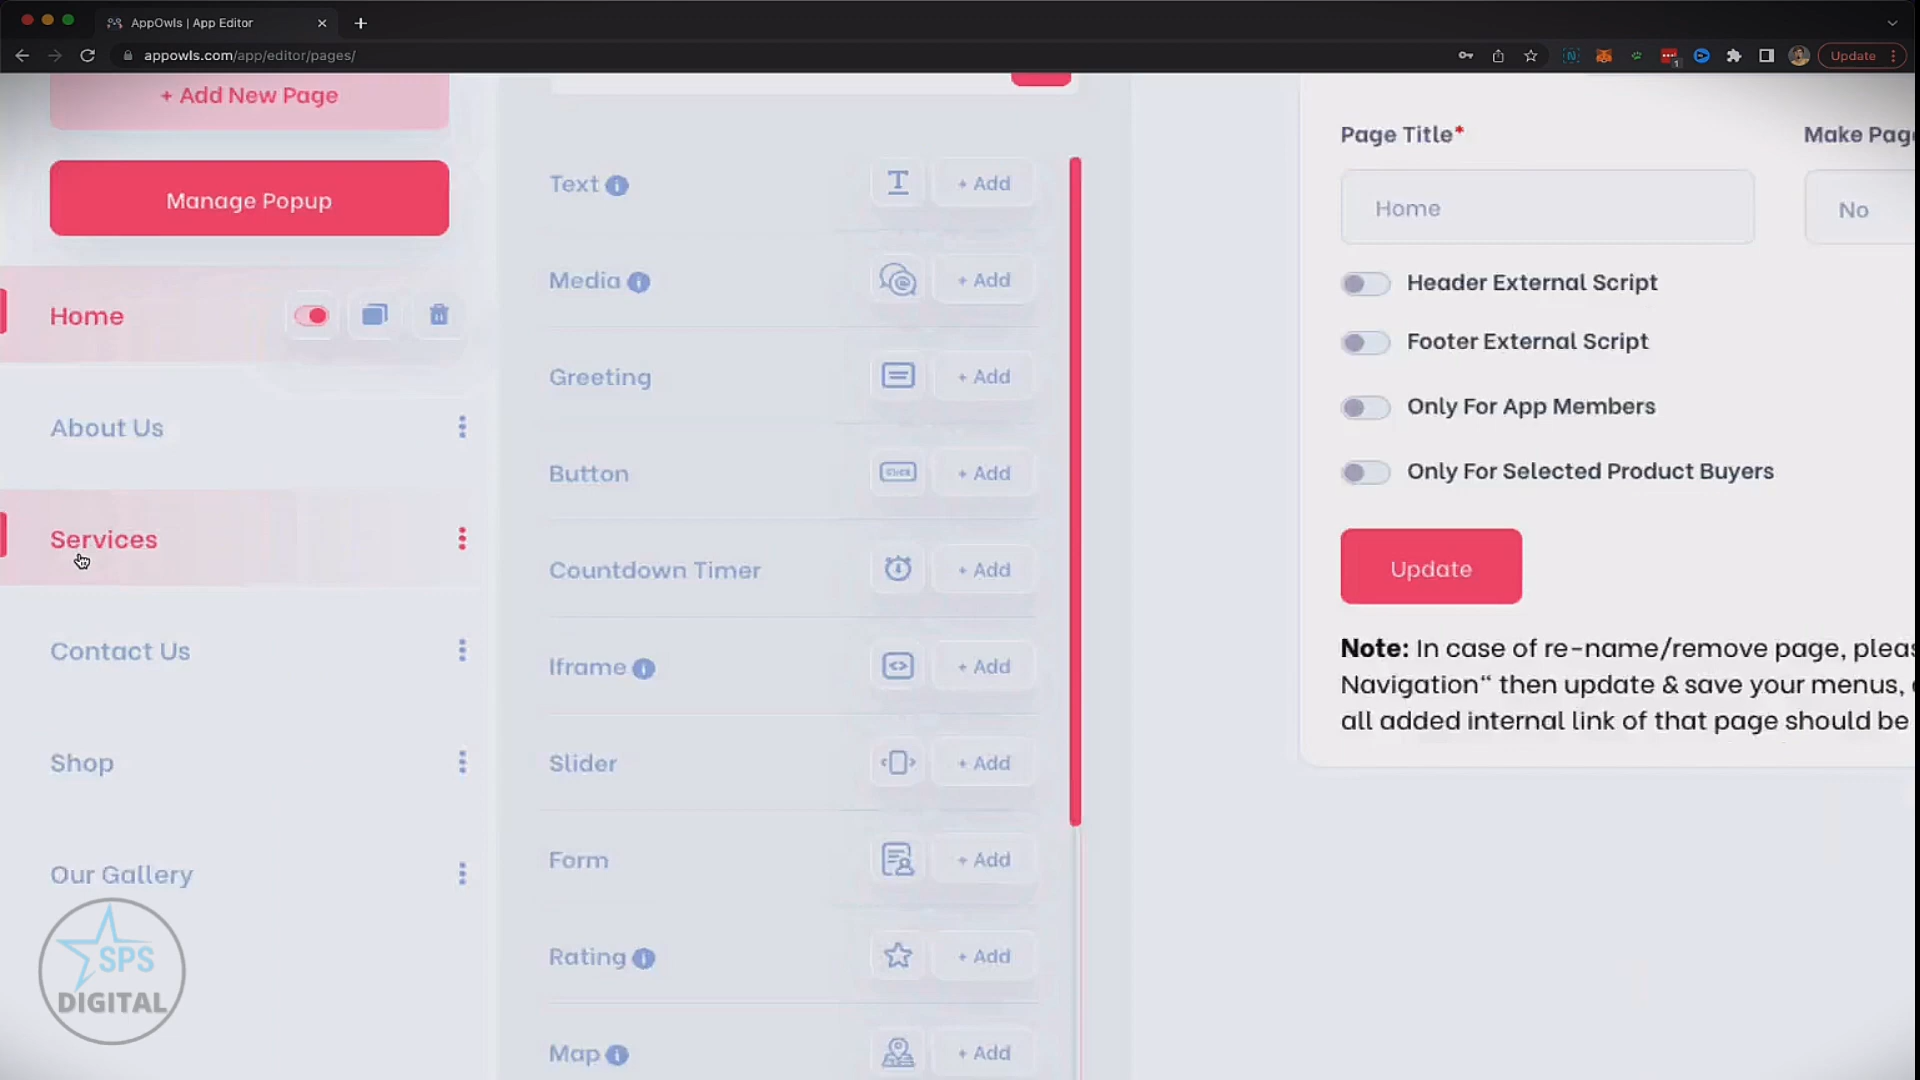 AppOwls | App Editor
appowls.com/app/editor/pages/
Update
+ Add New Page
Manage Popup
Home
About Us
Services
Contact Us
Shop
Our Gallery
SPS
DIGITAL
Text
+ Add
Media
+ Add
Greeting
+ Add
Button
+ Add
Countdown Timer
+ Add
Iframe
+ Add
Slider
+ Add
Form
+ Add
Rating
+ Add
Map
+ Add
Page Title*
Home
Make Pag
No
Header External Script
Footer External Script
Only For App Members
Only For Selected Product Buyers
Update
Note: In case of re-name/remove page, pleas
Navigation“ then update & save your menus,
all added internal link of that page should be